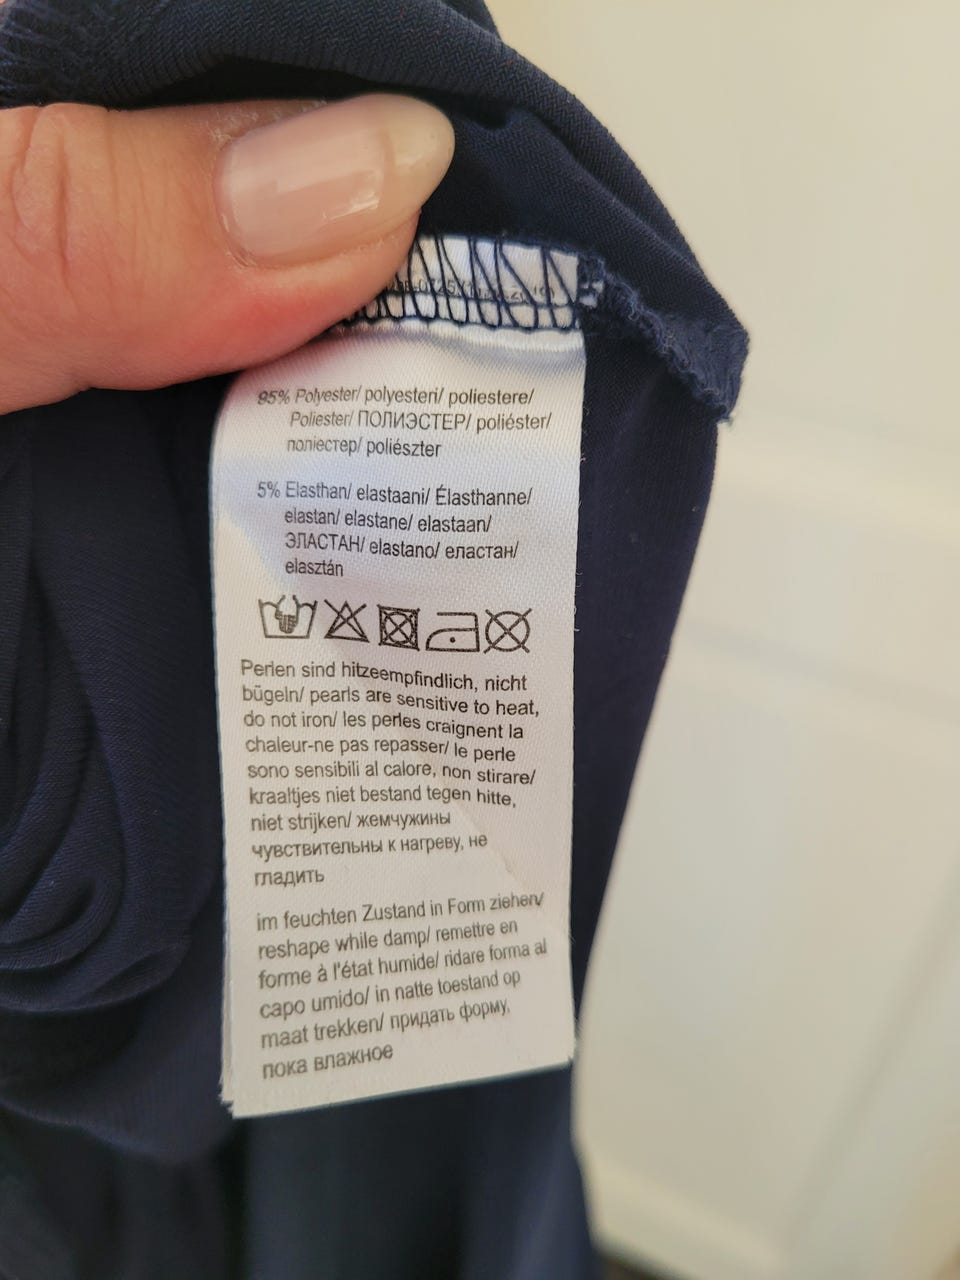 95% Polyester/ polyesteri/ poliestere/
Poliester/ ПОЛИЭСТЕР/ poliéster/
поліестер/ poliészter
5% Elasthan/ elastaani/ Élasthanne/
elastan/ elastane/ elastaan/
ЭЛАСТАН/ elastano/ еластан/
elasztán
Perlen sind hitzeempfindlich, nicht
bügeln/ pearls are sensitive to heat,
do not iron/ les perles craignent la
chaleur-ne pas repasser/ le perle
sono sensibili al calore, non stirare/
kraaltjes niet bestand tegen hitte,
niet strijken/ жемчужины
чувствительны к нагреву, не
гладить
im feuchten Zustand in Form ziehen/
reshape while damp/ remettre en
forme à l'état humide/ ridare forma al
capo umido/ in natte toestand op
maat trekken/ придать форму,
пока влажное